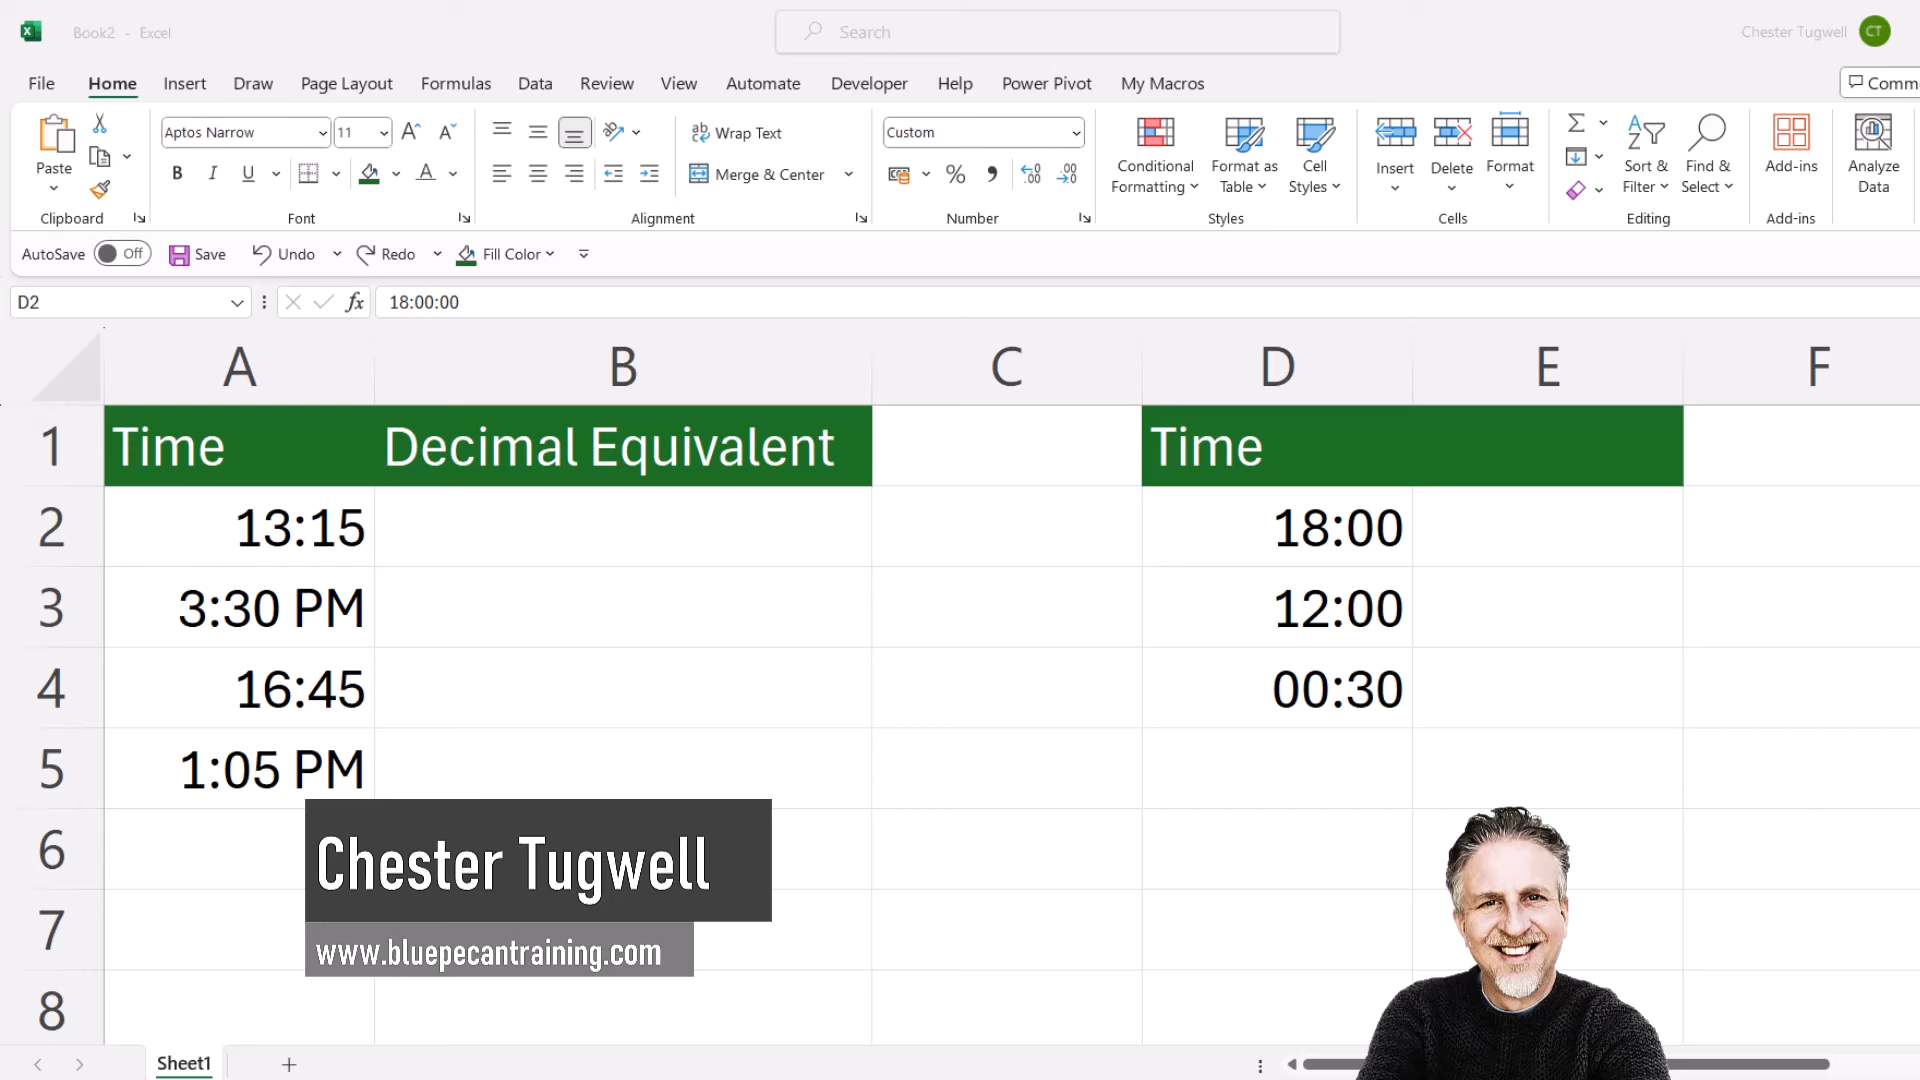 Book2 - Excel
Search
Chester Tugwell CT
File Home Insert Draw Page Layout Formulas Data Review View Automate Developer Help Power Pivot My Macros
Paste
Clipboard
Aptos Narrow 11
B I U
Font
Wrap Text
Merge & Center
Alignment
Custom
Number
Conditional Formatting
Format as Table
Cell Styles
Styles
Insert Delete Format
Cells
Sort & Filter
Find & Select
Editing
Add-ins
Add-ins
Analyze Data
AutoSave Off Save Undo Redo Fill Color
D2 fx 18:00:00
A B C D E F
1 Time Decimal Equivalent Time
2 13:15 18:00
3 3:30 PM 12:00
4 16:45 00:30
5 1:05 PM
6
Chester Tugwell
7
www.bluepecantraining.com
8
Sheet1